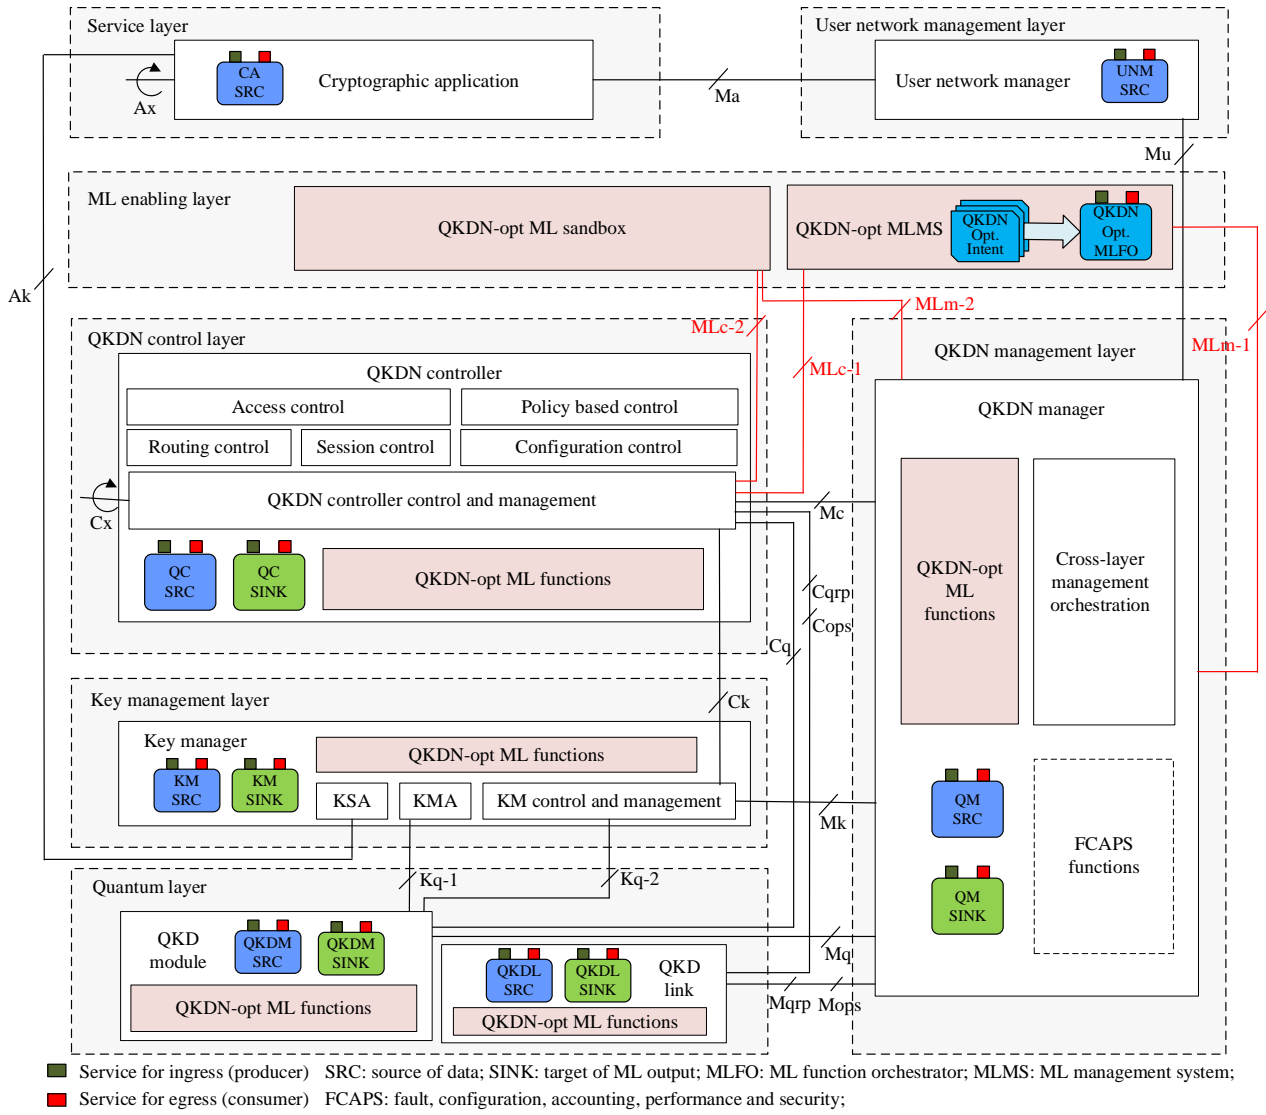 Service layer
User network management layer
CA
SRC
Cryptographic application
User network manager
UNM
SRC
Ax
Ma
Mu
ML enabling layer
QKDN-opt ML sandbox
QKDN-opt MLMS
QKDN
Opt.
Intent
QKDN
Opt.
MLFO
Ak
MLc-2
MLm-2
MLm-1
MLc-1
QKDN control layer
QKDN management layer
QKDN controller
Access control
Policy based control
Routing control
Session control
Configuration control
QKDN controller control and management
Cx
QC
SRC
QC
SINK
QKDN-opt ML functions
QKDN manager
Mc
QKDN-opt
ML
functions
Cross-layer
management
orchestration
Cqrp
Cops
Cq
Ck
Key management layer
Key manager
KM
SRC
KM
SINK
QKDN-opt ML functions
KSA
KMA
KM control and management
Mk
QM
SRC
QM
SINK
FCAPS
functions
Quantum layer
Kq-1
Kq-2
QKD
module
QKDM
SRC
QKDM
SINK
QKDN-opt ML functions
QKDL
SRC
QKDL
SINK
QKD
link
QKDN-opt ML functions
Mq
Mqrp
Mops
Service for ingress (producer) SRC: source of data; SINK: target of ML output; MLFO: ML function orchestrator; MLMS: ML management system;
Service for egress (consumer) FCAPS: fault, configuration, accounting, performance and security;